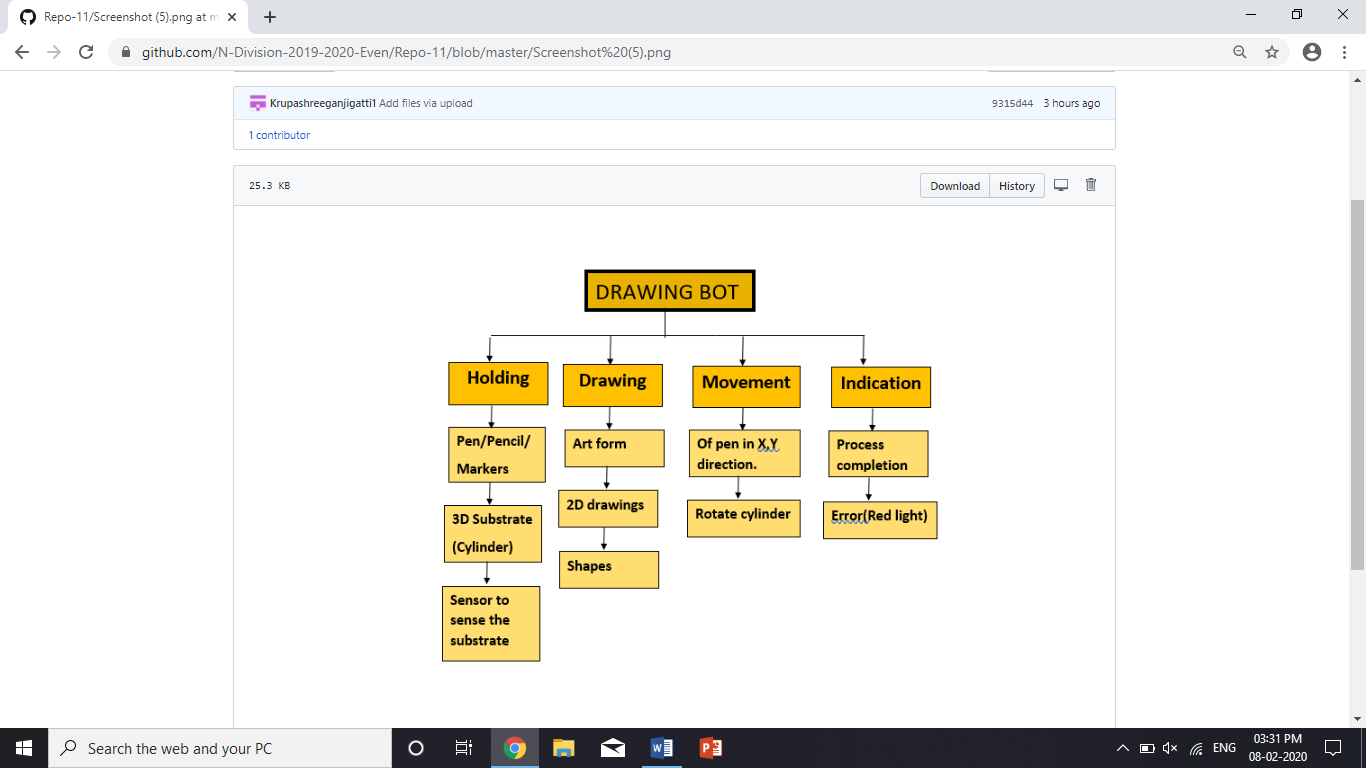 Repo-11/Screenshot (5).png at m
github.com/N-Division-2019-2020-Even/Repo-11/blob/master/Screenshot%20(5).png
Krupashreeganjigatti1 Add files via upload
9315d44 3 hours ago
1 contributor
25.3 KB
Download
History
DRAWING BOT
Holding
Drawing
Movement
Indication
Pen/Pencil/
Markers
Art form
Of pen in X,Y
direction.
Process
completion
3D Substrate
(Cylinder)
2D drawings
Rotate cylinder
Error(Red light)
Shapes
Sensor to
sense the
substrate
Search the web and your PC
ENG
03:31 PM
08-02-2020